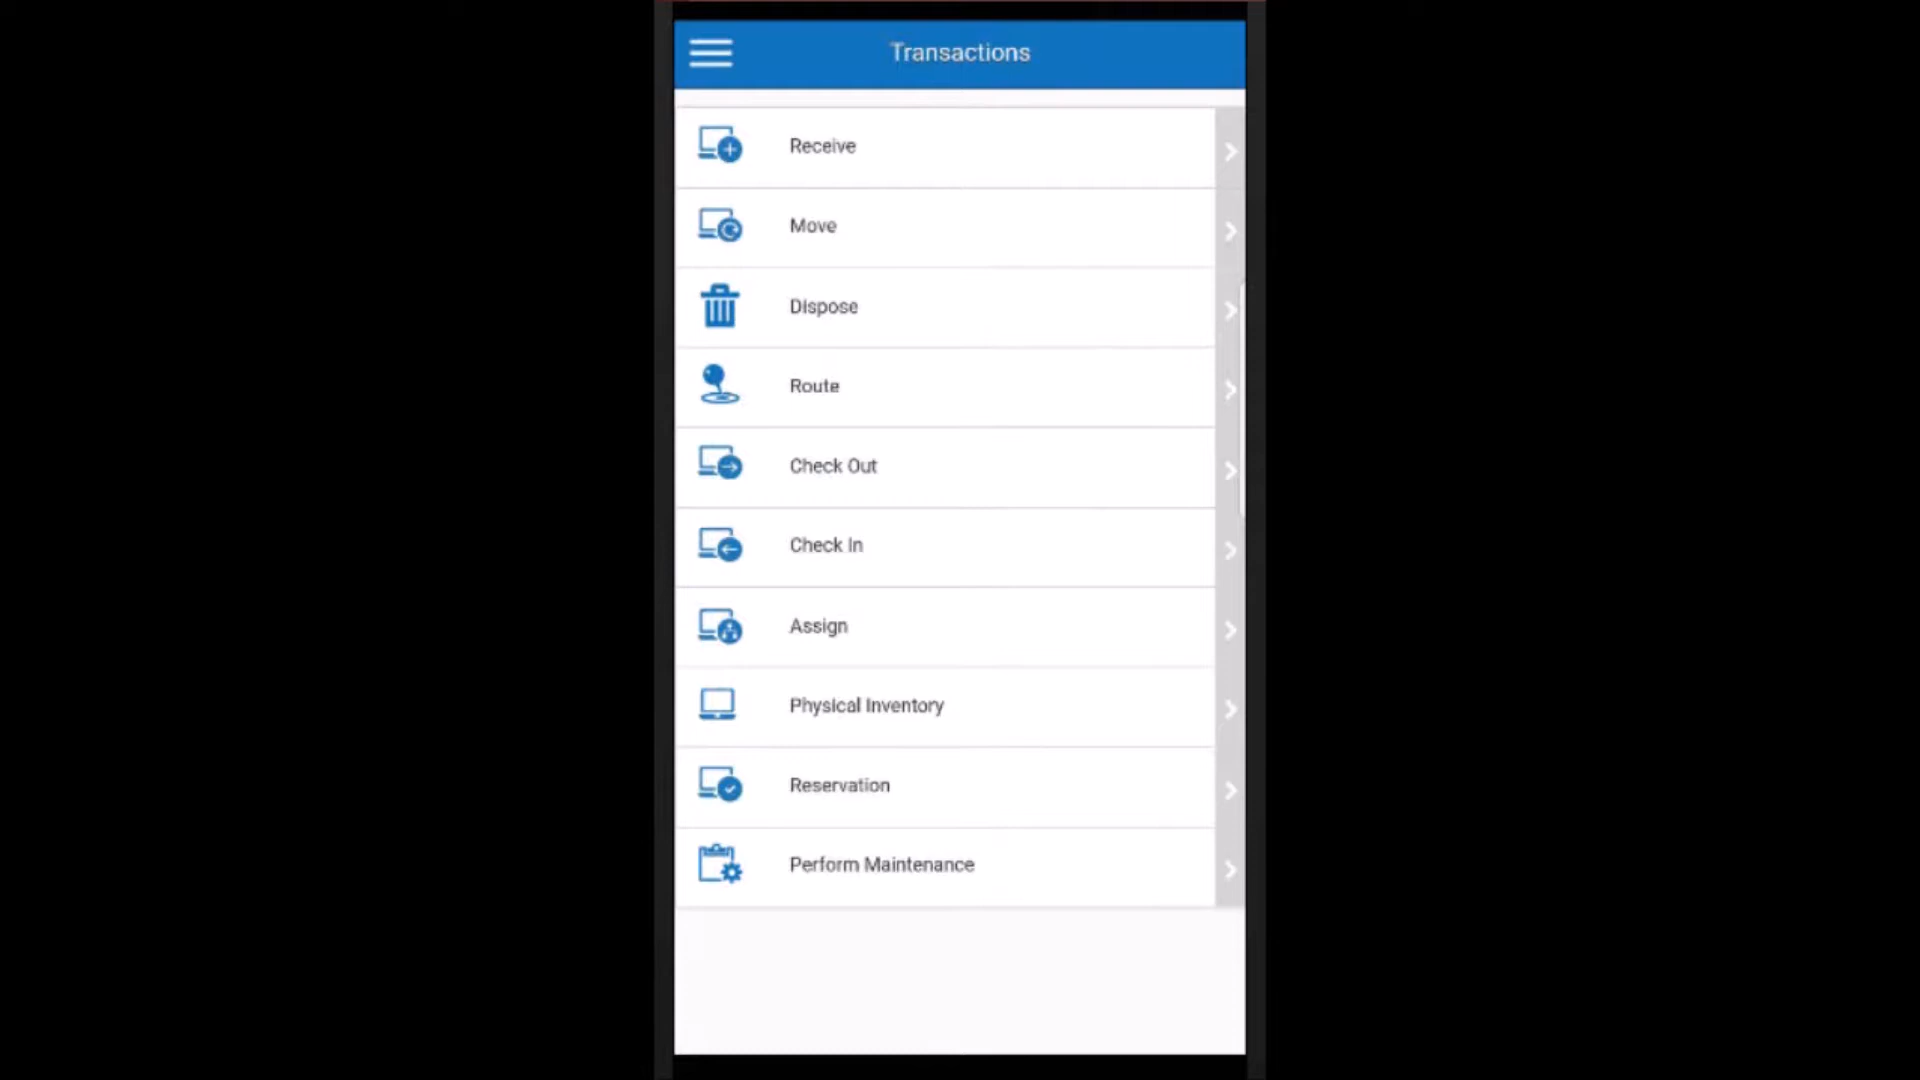 Transactions
Receive
Move
Dispose
Route
Check Out
Check In
Assign
Physical Inventory
Reservation
Perform Maintenance